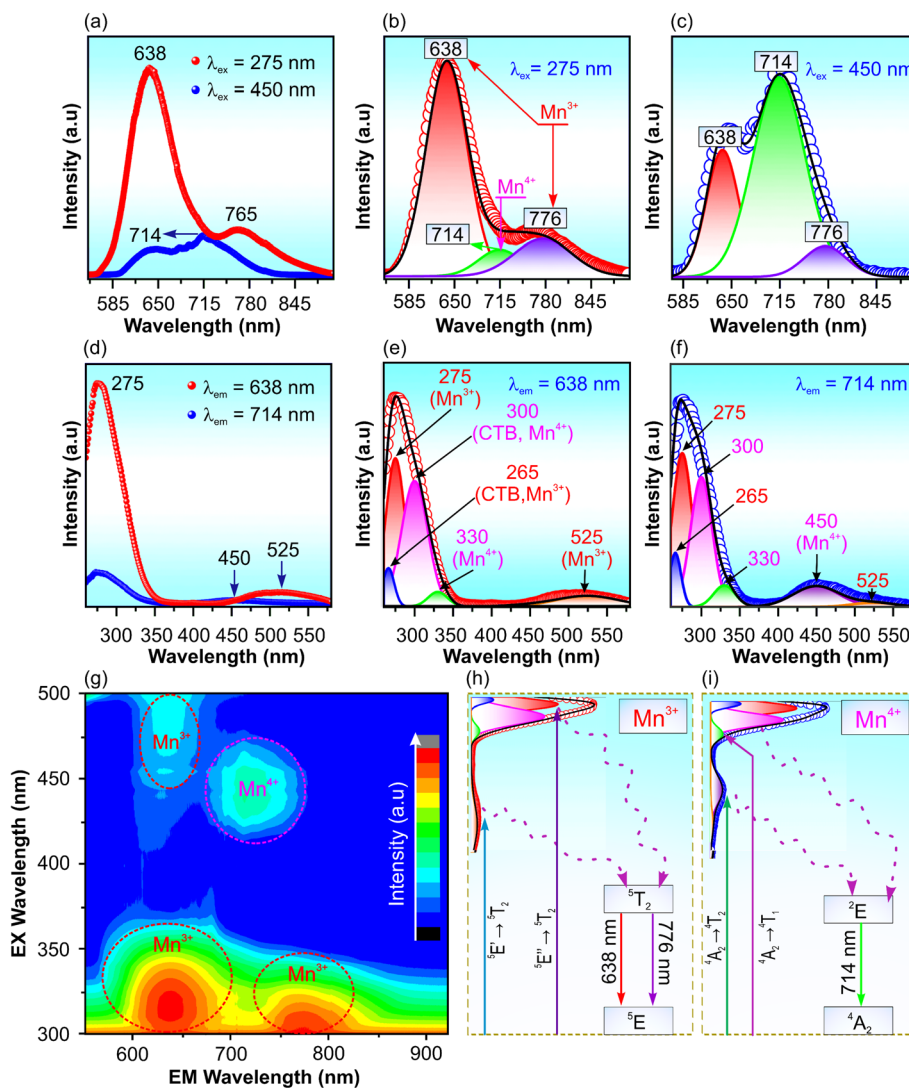 (a)
638
λex = 275 nm
λex = 450 nm
714
765
585 650 715 780 845
Wavelength (nm)
Intensity (a.u)
(b)
638
λex= 275 nm
Mn3+
Mn4+
714
776
585 650 715 780 845
Wavelength (nm)
Intensity (a.u)
(c)
714
λex= 450 nm
638
776
585 650 715 780 845
Wavelength (nm)
Intensity (a.u)
(d)
275
λem = 638 nm
λem = 714 nm
450
525
300 350 400 450 500 550
Wavelength (nm)
Intensity (a.u)
(e)
275
(Mn3+)
λem= 638 nm
300
(CTB, Mn4+)
265
(CTB,Mn3+)
330
(Mn4+)
525
(Mn3+)
300 350 400 450 500 550
Wavelength (nm)
Intensity (a.u)
(f)
λem= 714 nm
275
300
265
450
(Mn4+)
330
525
300 350 400 450 500 550
Wavelength (nm)
Intensity (a.u)
(g)
500
450
400
350
300
EX Wavelength (nm)
Mn3+
Mn4+
Mn3+
Mn3+
Intensity (a.u)
600 700 800 900
EM Wavelength (nm)
(h)
Mn3+
5E' → 5T2
5E'' → 5T2
5T2
638 nm
776 nm
5E
(i)
Mn4+
4A2→4T2
4A2→4T1
2E
714 nm
4A2